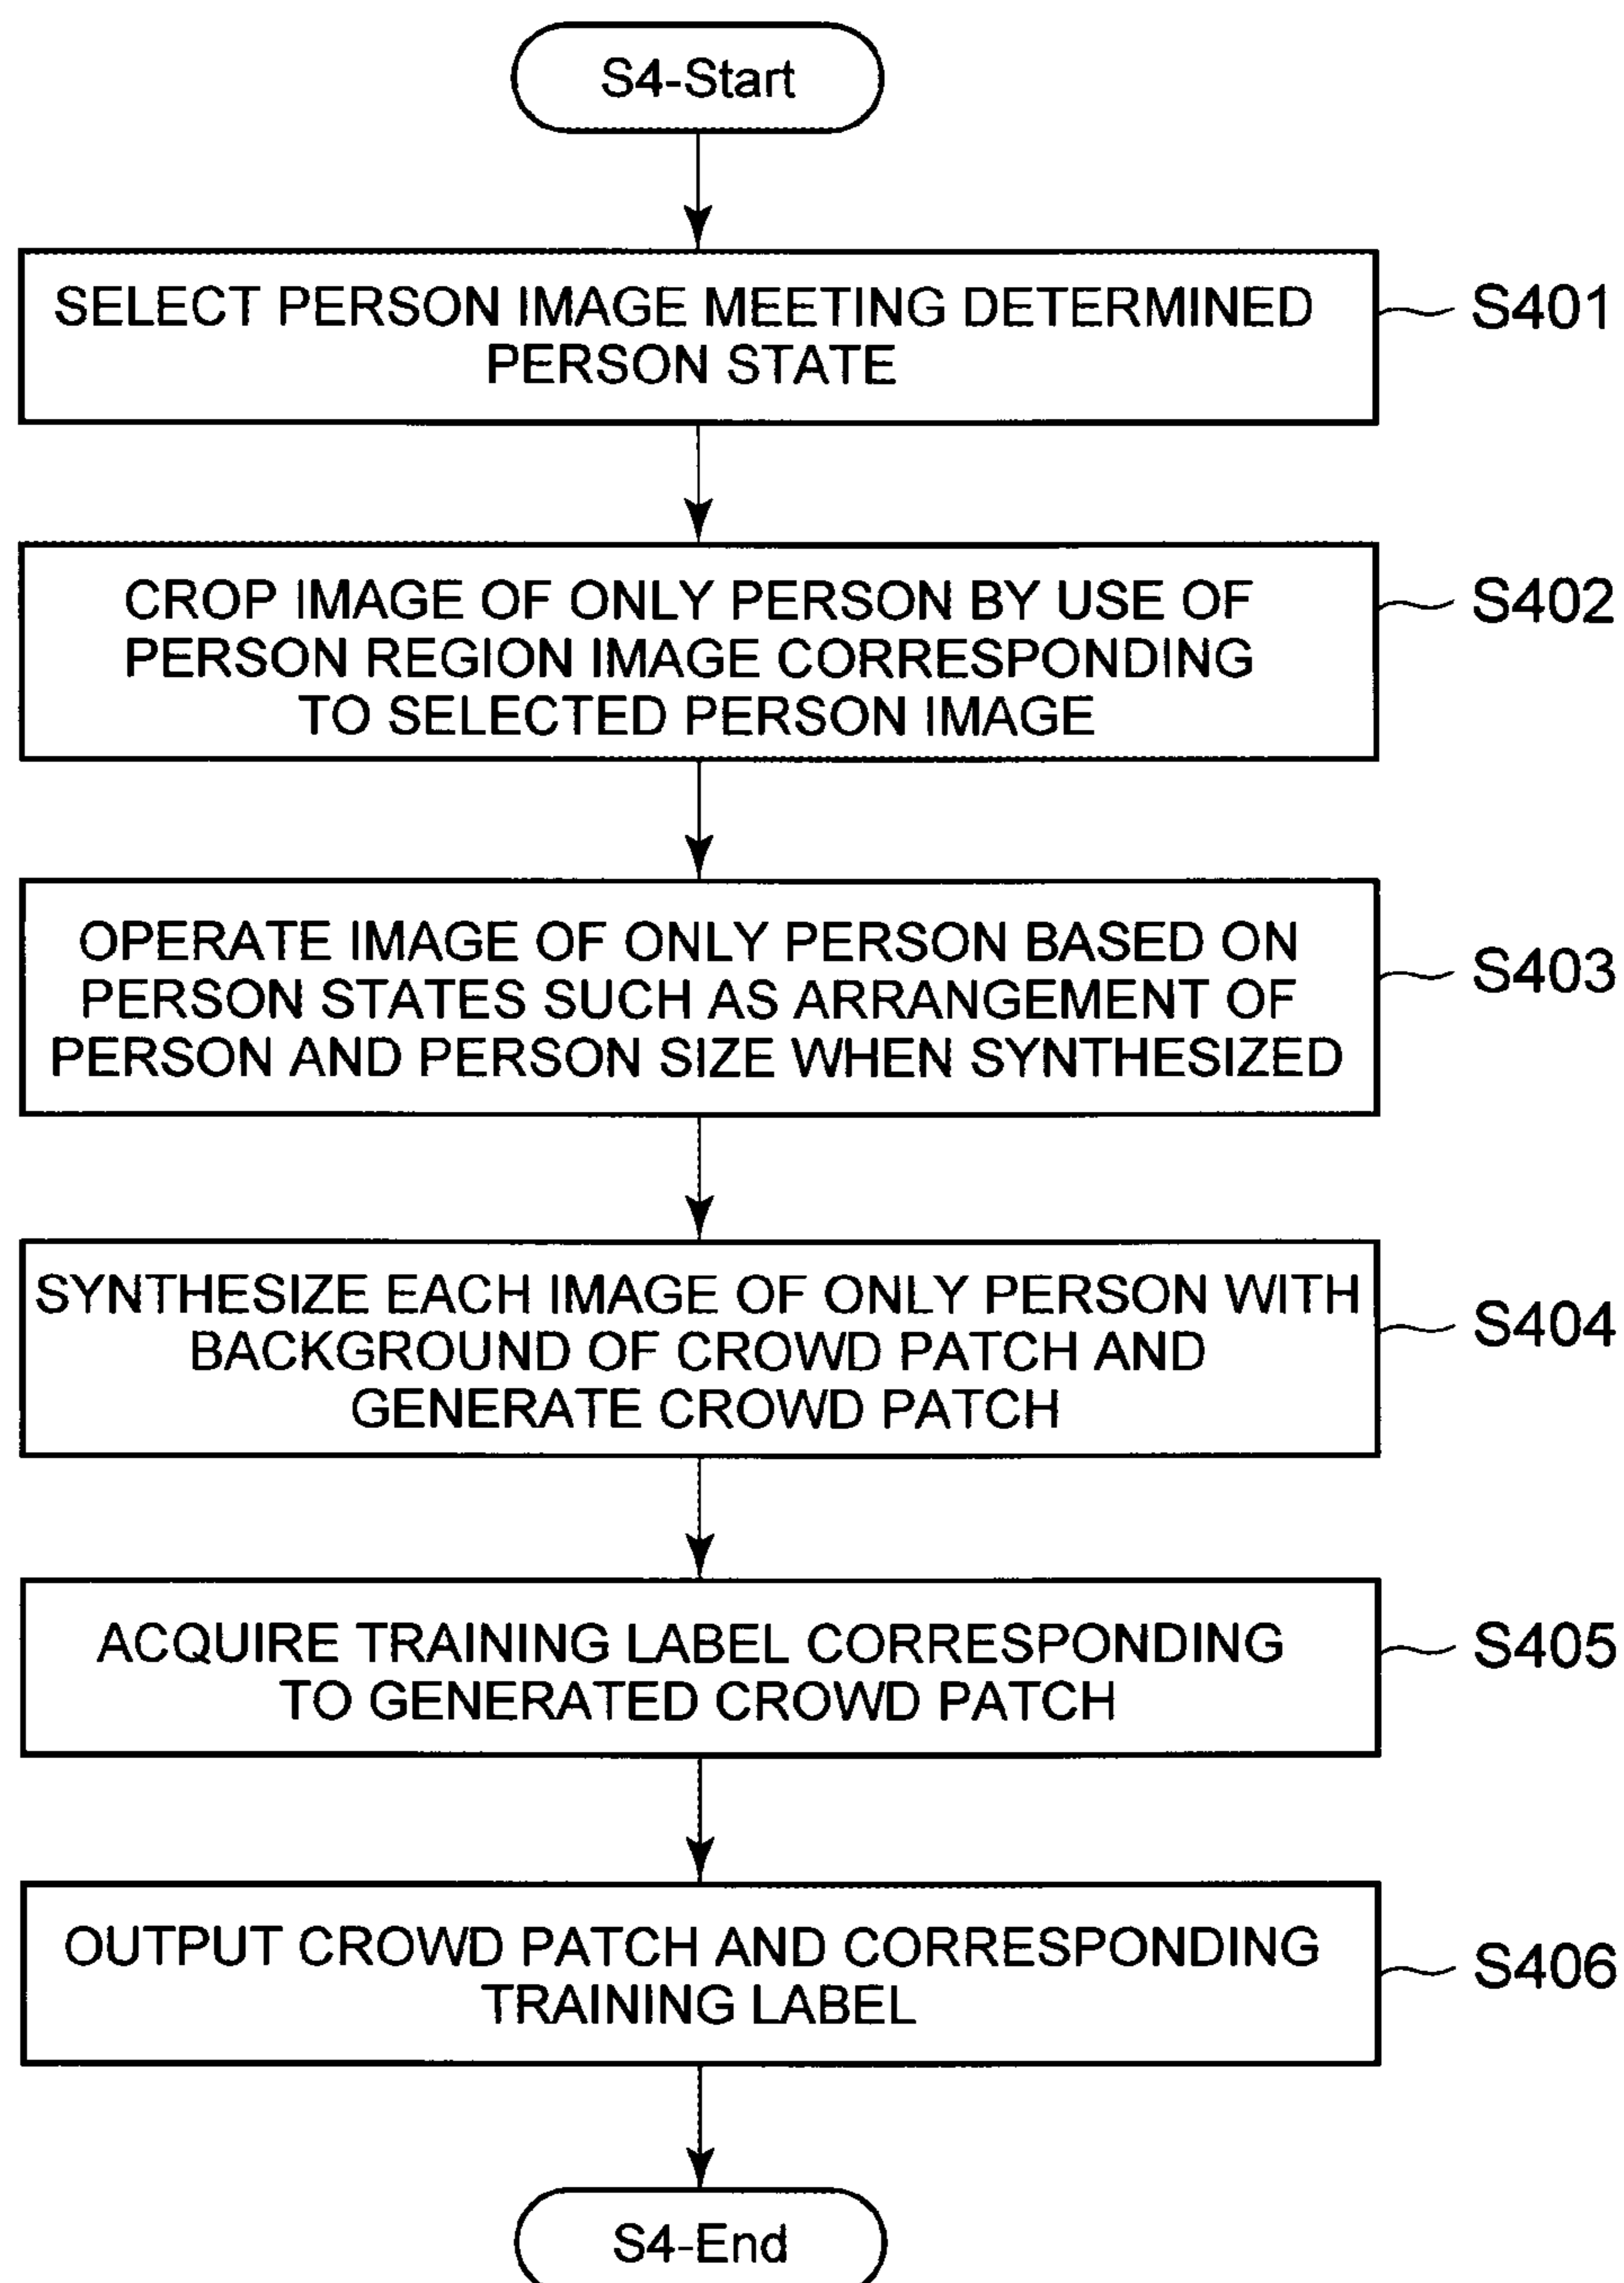 S4-Start
SELECT PERSON IMAGE MEETING DETERMINED
PERSON STATE
S401
CROP IMAGE OF ONLY PERSON BY USE OF
PERSON REGION IMAGE CORRESPONDING
TO SELECTED PERSON IMAGE
S402
OPERATE IMAGE OF ONLY PERSON BASED ON
PERSON STATES SUCH AS ARRANGEMENT OF
PERSON AND PERSON SIZE WHEN SYNTHESIZED
S403
SYNTHESIZE EACH IMAGE OF ONLY PERSON WITH
BACKGROUND OF CROWD PATCH AND
GENERATE CROWD PATCH
S404
ACQUIRE TRAINING LABEL CORRESPONDING
TO GENERATED CROWD PATCH
S405
OUTPUT CROWD PATCH AND CORRESPONDING
TRAINING LABEL
S406
S4-End